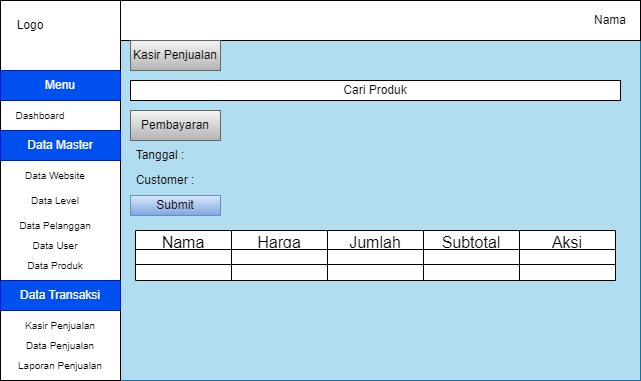 Logo
Nama
Menu
Dashboard
Data Master
Data Website
Data Level
Data Pelanggan
Data User
Data Produk
Data Transaksi
Kasir Penjualan
Data Penjualan
Laporan Penjualan
Kasir Penjualan
Cari Produk
Pembayaran
Tanggal :
Customer :
Submit
Nama Harga Jumlah Subtotal Aksi